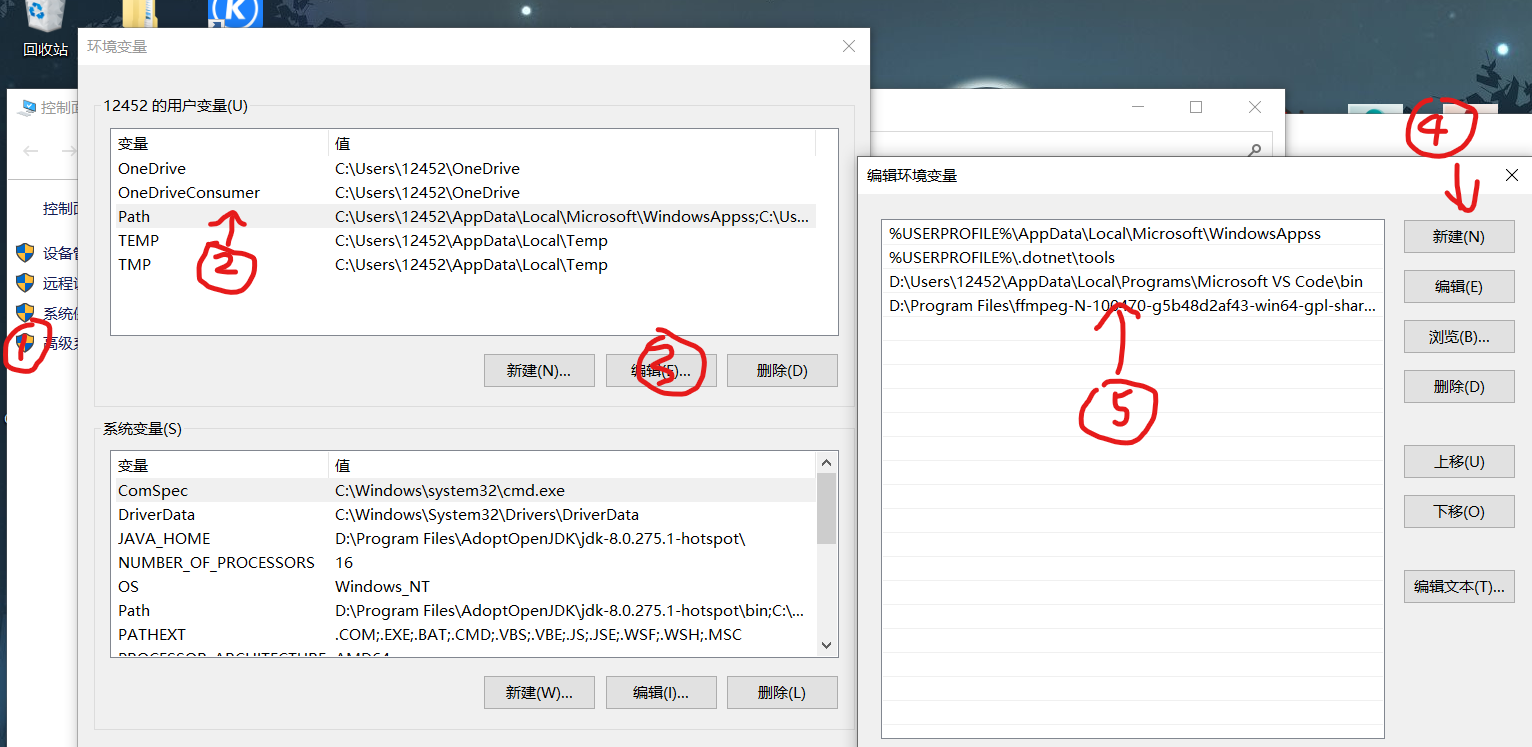 回收站
环境变量
控制面
12452 的用户变量(U)
变量 值
OneDrive C:\Users\12452\OneDrive
OneDriveConsumer C:\Users\12452\OneDrive
Path C:\Users\12452\AppData\Local\Microsoft\WindowsAppss;C:\Us...
TEMP C:\Users\12452\AppData\Local\Temp
TMP C:\Users\12452\AppData\Local\Temp
2
新建(N)...
编辑(E)...
3
删除(D)
控制面
设备管
远程设
系统保
高级系
1
系统变量(S)
变量 值
ComSpec C:\Windows\system32\cmd.exe
DriverData C:\Windows\System32\Drivers\DriverData
JAVA_HOME D:\Program Files\AdoptOpenJDK\jdk-8.0.275.1-hotspot\
NUMBER_OF_PROCESSORS 16
OS Windows_NT
Path D:\Program Files\AdoptOpenJDK\jdk-8.0.275.1-hotspot\bin;C:\...
PATHEXT .COM;.EXE;.BAT;.CMD;.VBS;.VBE;.JS;.JSE;.WSF;.WSH;.MSC
PROCESSOR_ARCHITECTURE AMD64
新建(W)...
编辑(I)...
删除(L)
4
编辑环境变量
%USERPROFILE%\AppData\Local\Microsoft\WindowsAppss
%USERPROFILE%\.dotnet\tools
D:\Users\12452\AppData\Local\Programs\Microsoft VS Code\bin
D:\Program Files\ffmpeg-N-100470-g5b48d2af43-win64-gpl-shar...
5
新建(N)
编辑(E)
浏览(B)...
删除(D)
上移(U)
下移(O)
编辑文本(T)...
K